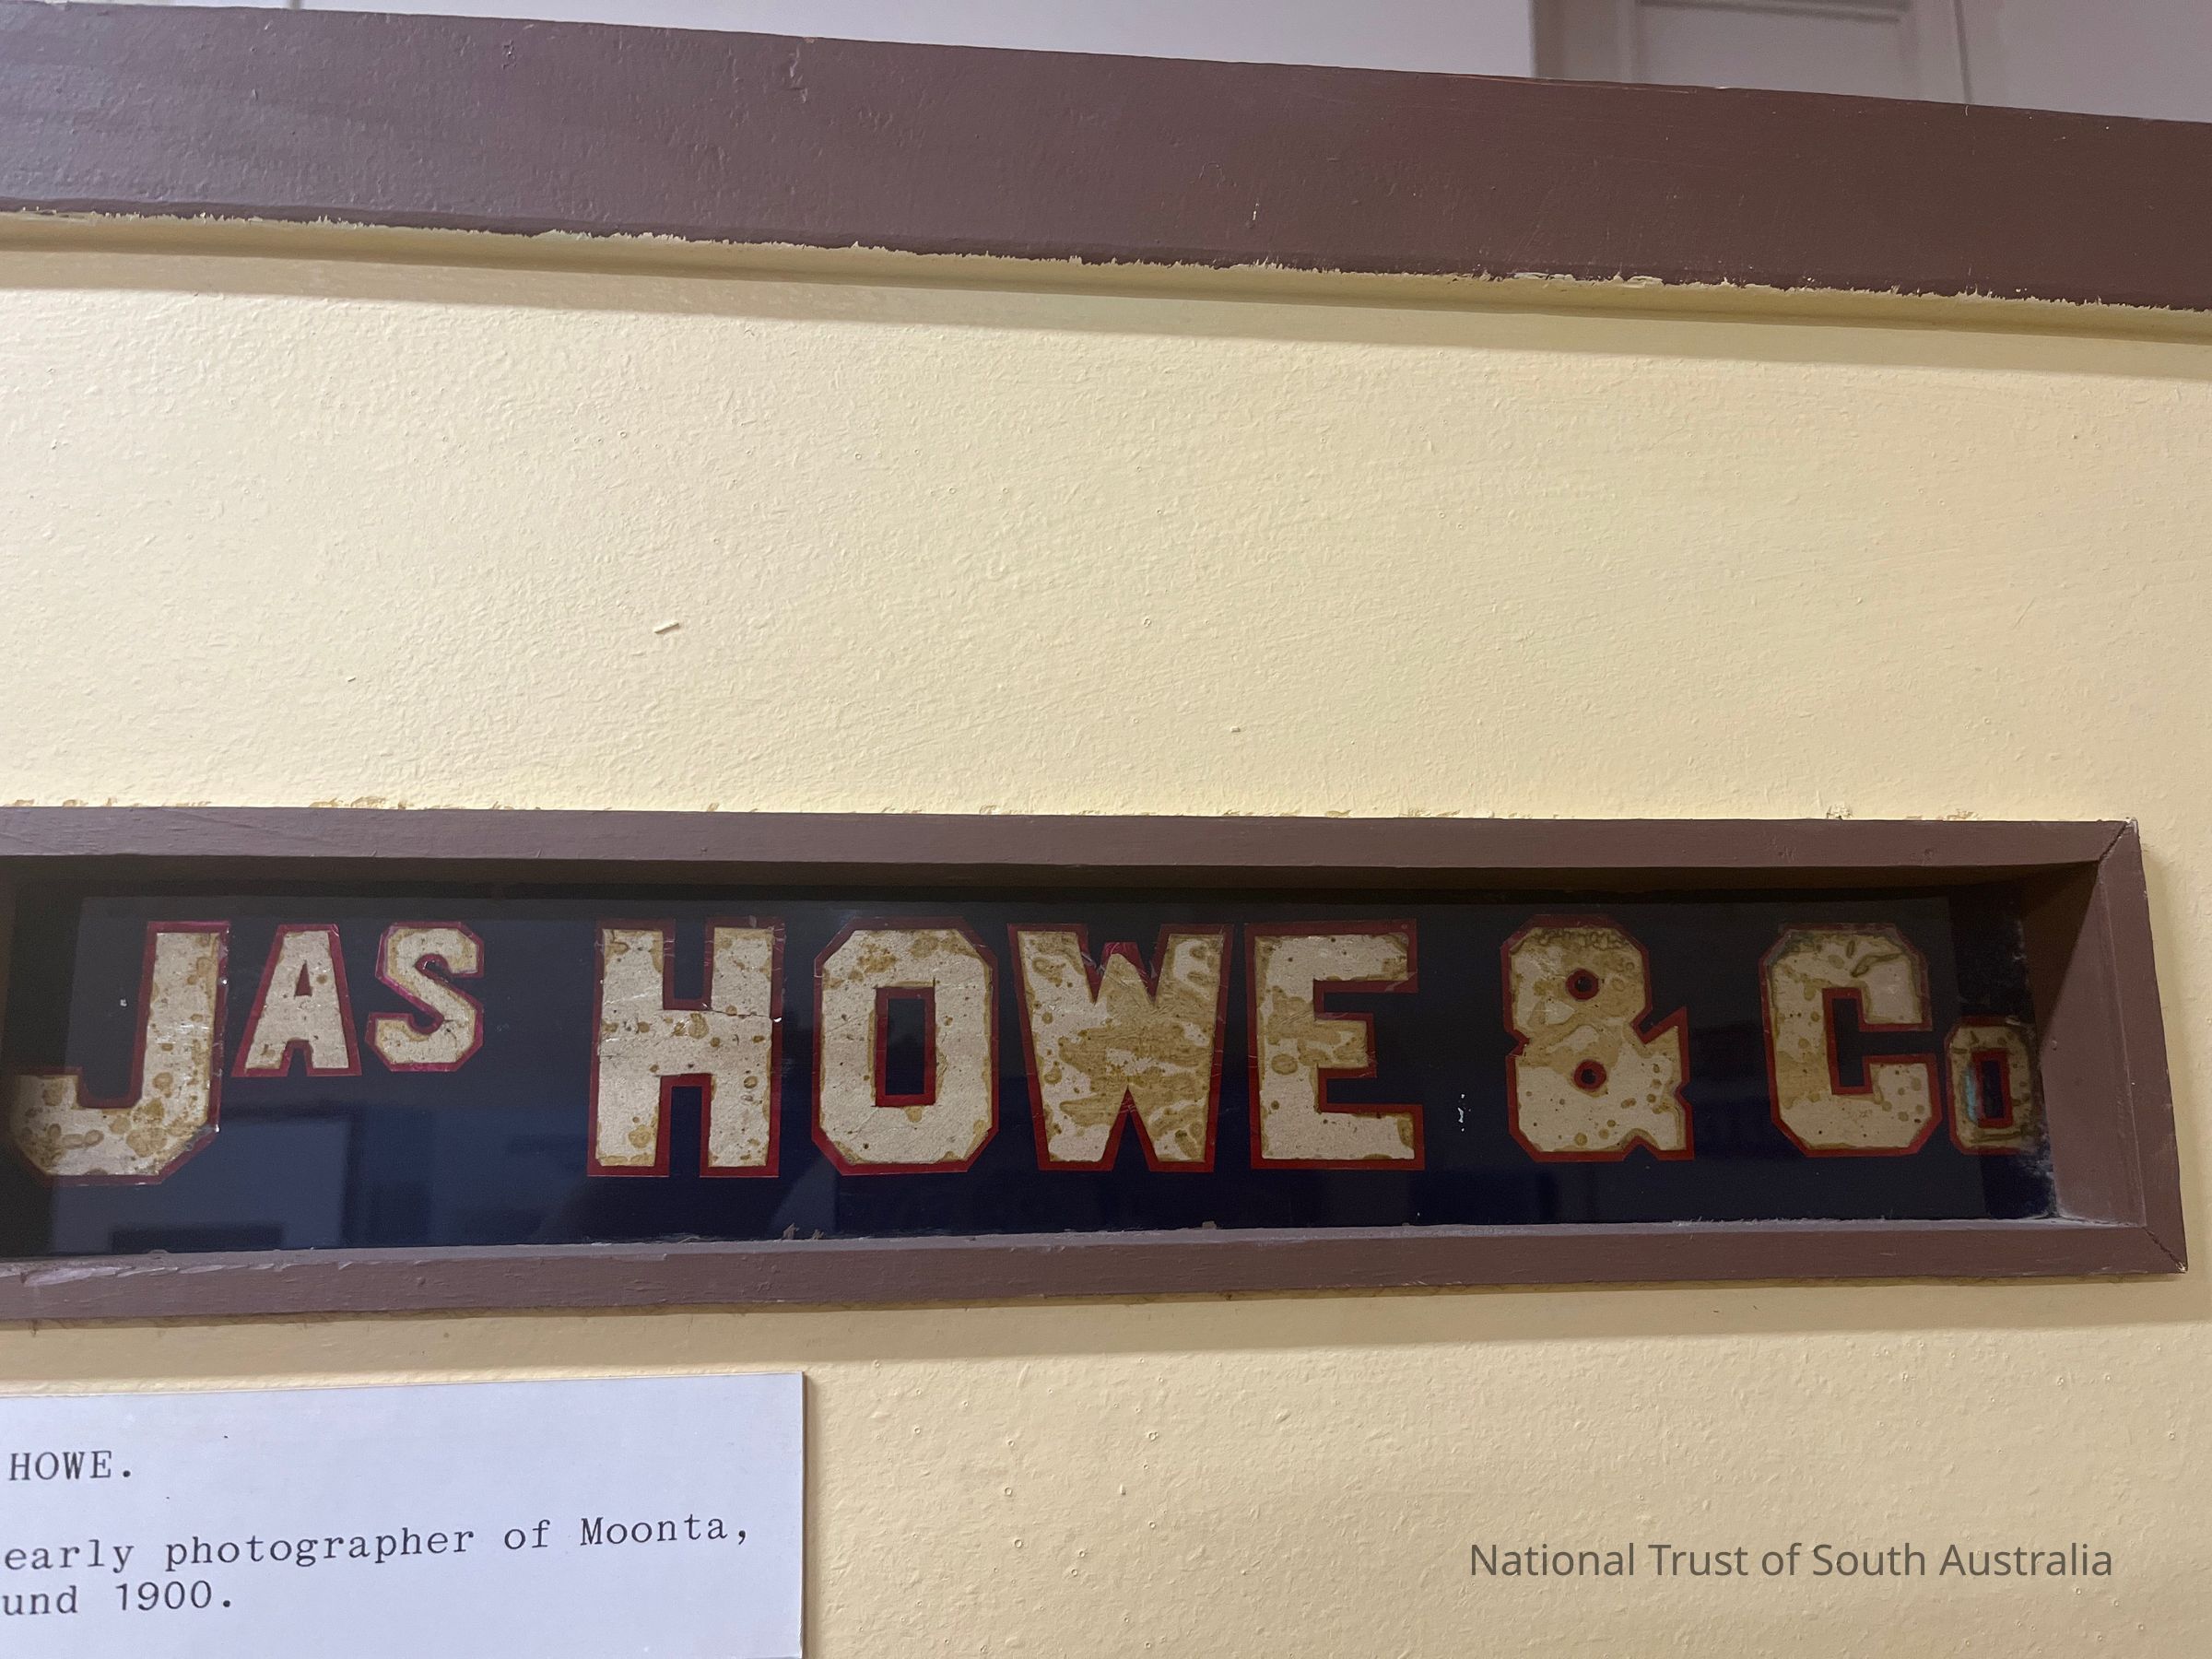 JAS HOWE & Co
HOWE.
early photographer of Moonta,
und 1900.
National Trust of South Australia